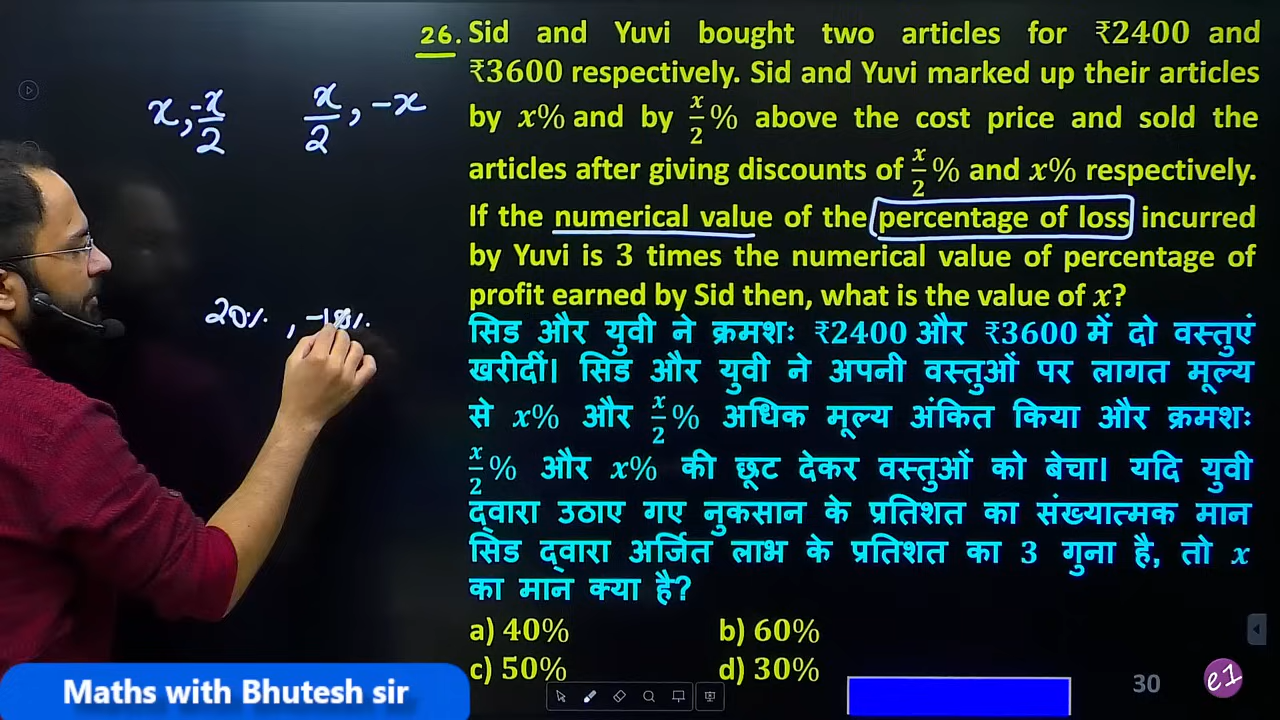 26. Sid and Yuvi bought two articles for ₹2400 and
₹3600 respectively. Sid and Yuvi marked up their articles
by x% and by x/2% above the cost price and sold the
articles after giving discounts of x/2% and x% respectively.
If the numerical value of the percentage of loss incurred
by Yuvi is 3 times the numerical value of percentage of
profit earned by Sid then, what is the value of x?
सिड और युवी ने क्रमशः ₹2400 और ₹3600 में दो वस्तुएं
खरीदीं। सिड और युवी ने अपनी वस्तुओं पर लागत मूल्य
से x% और x/2% अधिक मूल्य अंकित किया और क्रमशः
x/2% और x% की छूट देकर वस्तुओं को बेचा। यदि युवी
द्वारा उठाए गए नुकसान के प्रतिशत का संख्यात्मक मान
सिड द्वारा अर्जित लाभ के प्रतिशत का 3 गुना है, तो x
का मान क्या है?
a) 40% b) 60%
c) 50% d) 30%
x, -x/2 x/2, -x
20%,
Maths with Bhutesh sir
30
e1